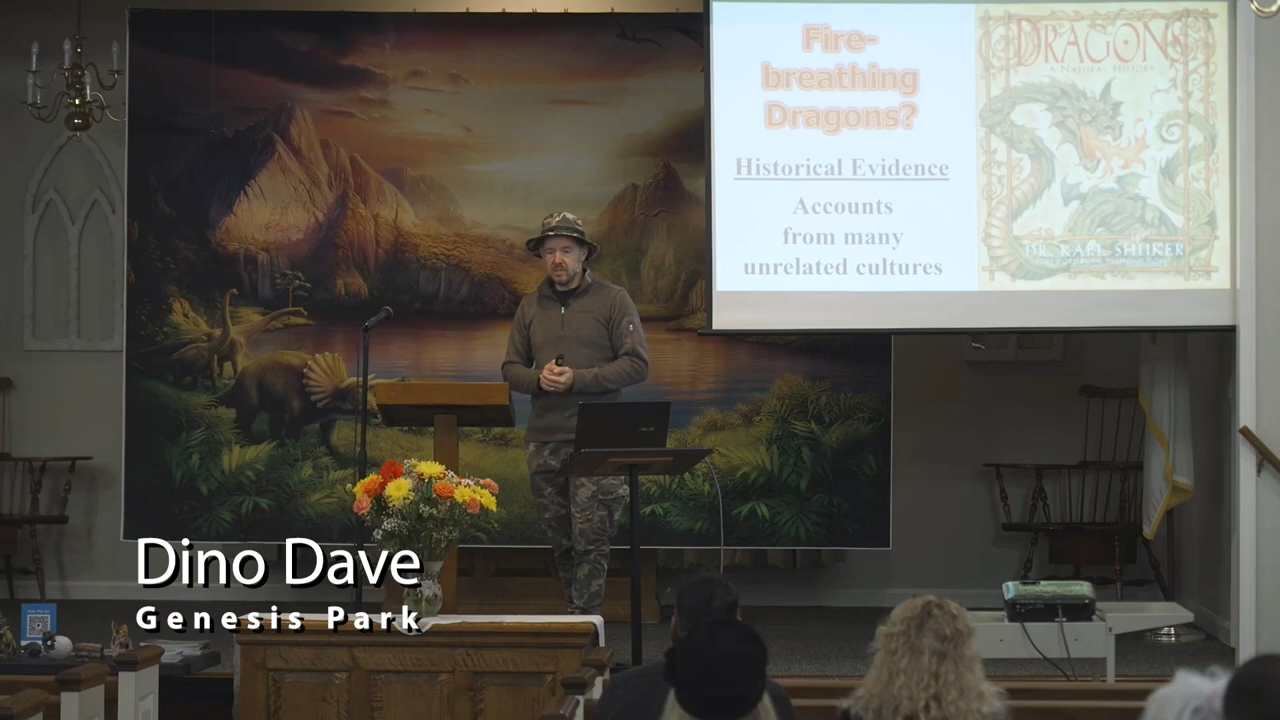 Fire-
breathing
Dragons?
Historical Evidence
Accounts
from many
unrelated cultures
DRAGONS
A NATURAL HISTORY
DR. KARL SHUKER
Dino Dave
Genesis Park